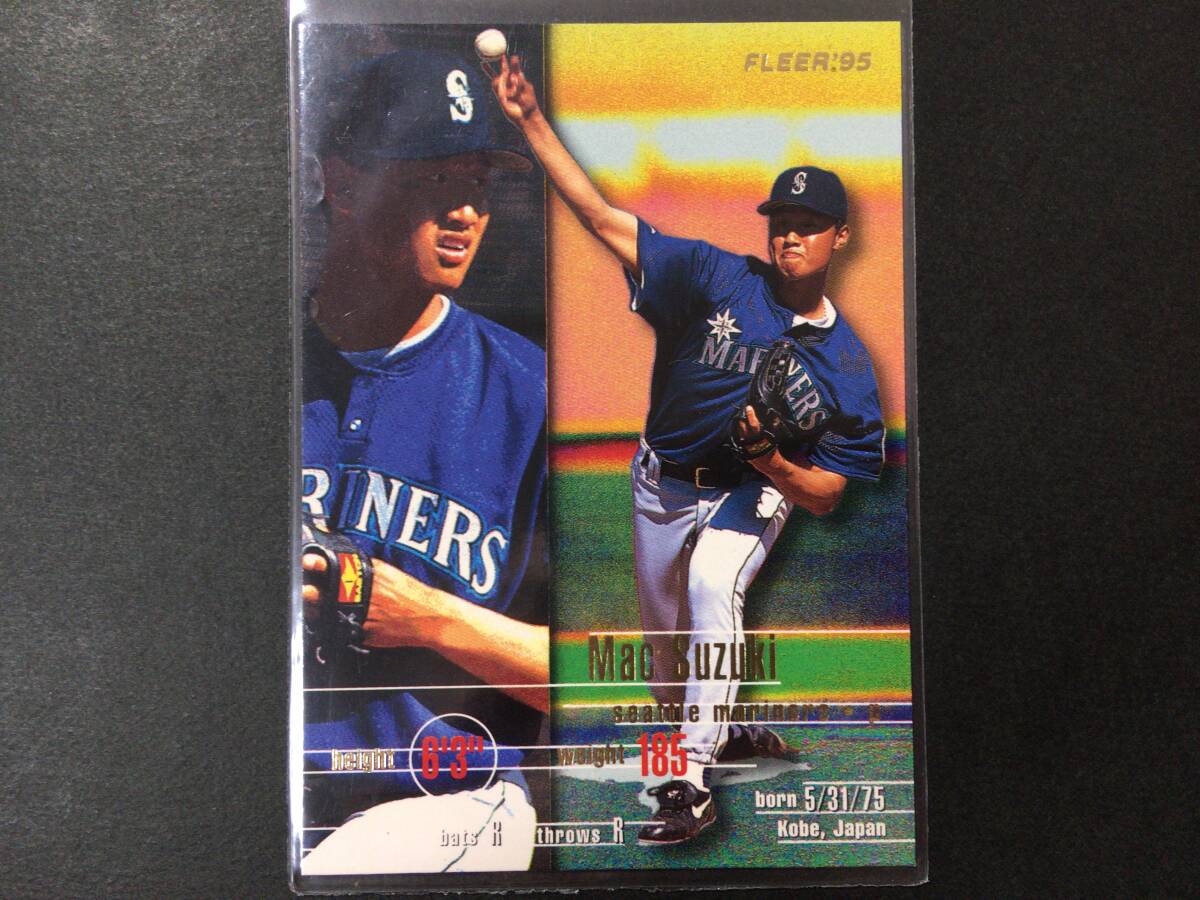 FLEER '95
S
S
MARINERS
RINERS
Mac Suzuki
seattle mariners • p
height 6'3" weight 185
born 5/31/75
Kobe, Japan
bats R throws R